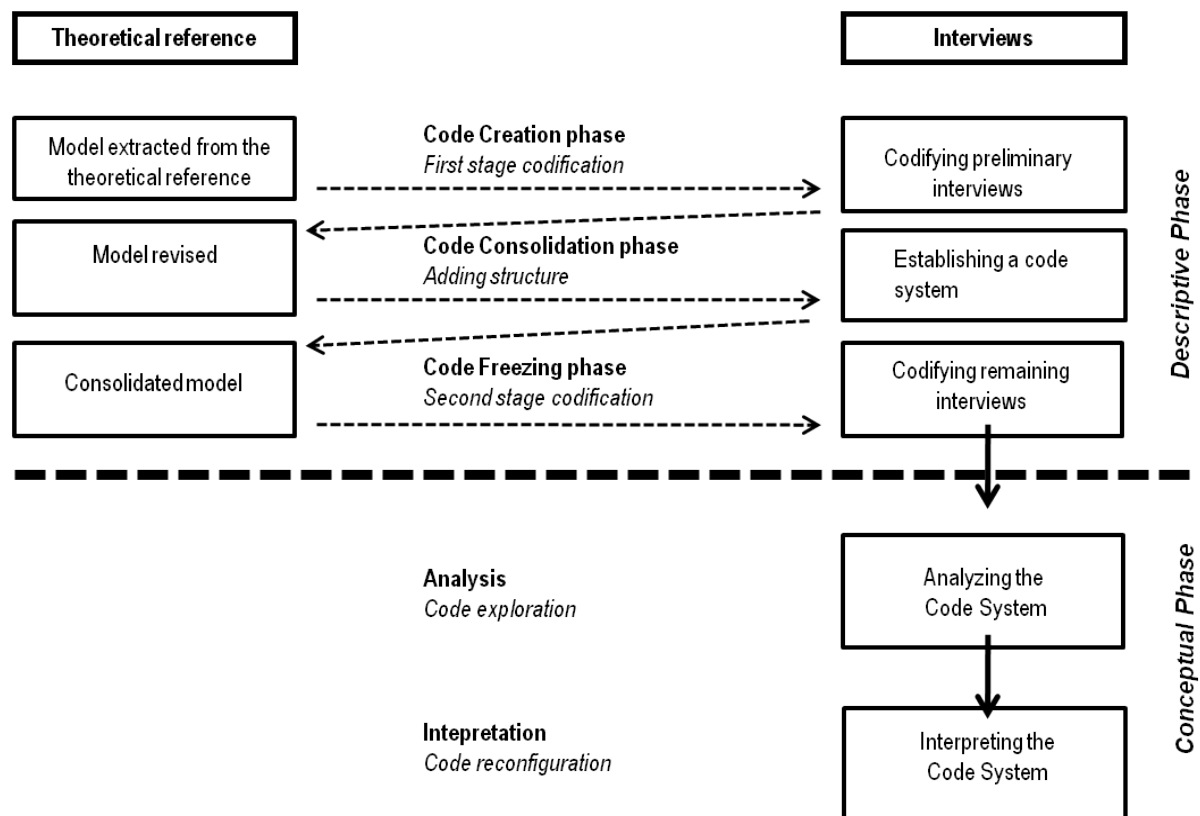 Theoretical reference
Interviews
Model extracted from the
theoretical reference
Code Creation phase
First stage codification
Codifying preliminary
interviews
Model revised
Code Consolidation phase
Adding structure
Establishing a code
system
Consolidated model
Code Freezing phase
Second stage codification
Codifying remaining
interviews
Descriptive Phase
Analysis
Code exploration
Analyzing the
Code System
Intepretation
Code reconfiguration
Interpreting the
Code System
Conceptual Phase